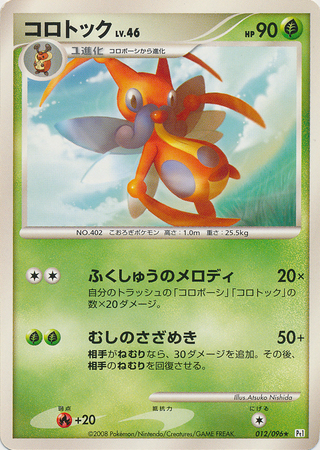 コロトック LV.46
HP 90
1進化 コロボーシから進化
NO.402 こおろぎポケモン 高さ：1.0m 重さ：25.5kg
ふくしゅうのメロディ 20×
自分のトラッシュの「コロボーシ」「コロトック」の
数×20ダメージ。
むしのさざめき 50+
相手がねむりなら、30ダメージを追加。その後、
相手のねむりを回復させる。
Illus.Atsuko Nishida
弱点 抵抗力 にげる
+20
©2008 Pokémon/Nintendo/Creatures/GAME FREAK. 012/096★ Pt1